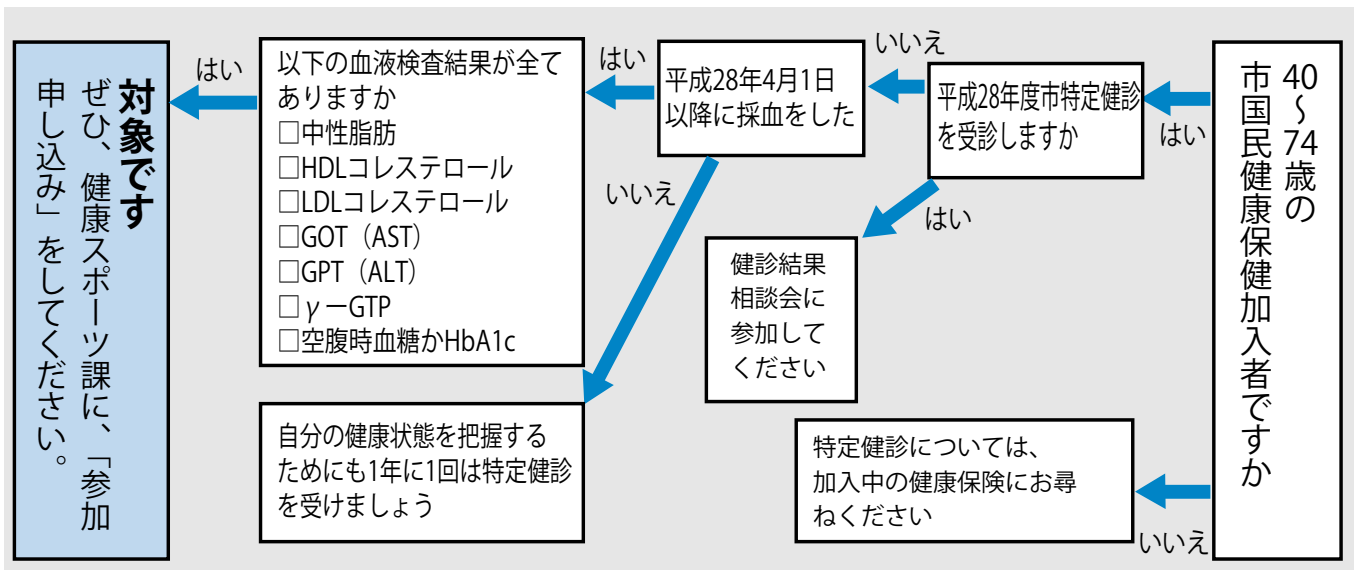 40〜74歳の
市国民健康保健加入者ですか
はい
いいえ
平成28年度市特定健診
を受診しますか
いいえ
はい
特定健診については、
加入中の健康保険にお尋
ねください
健診結果
相談会に
参加して
ください
平成28年4月1日
以降に採血をした
はい
いいえ
以下の血液検査結果が全て
ありますか
□中性脂肪
□HDLコレステロール
□LDLコレステロール
□GOT（AST）
□GPT（ALT）
□γーGTP
□空腹時血糖かHbA1c
自分の健康状態を把握する
ためにも1年に1回は特定健診
を受けましょう
はい
対象です
ぜひ、健康スポーツ課に、「参加
申し込み」をしてください。